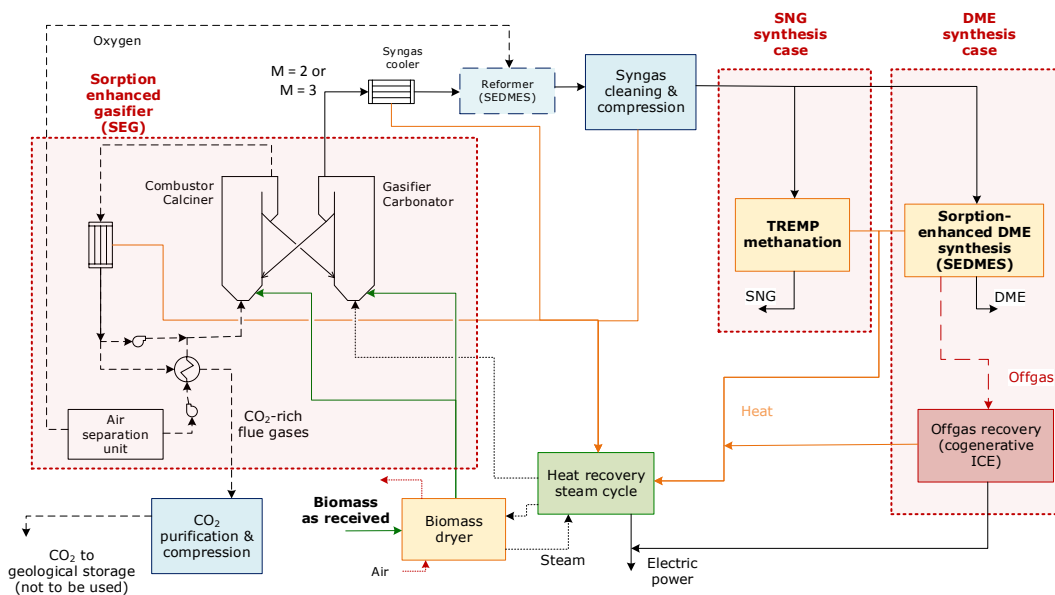 SNG
synthesis
case
DME
synthesis
case
Oxygen
Syngas
cooler
M = 2 or
M = 3
Reformer
(SEDMES)
Syngas
cleaning &
compression
Sorption
enhanced
gasifier
(SEG)
Combustor
Calciner
Gasifier
Carbonator
TREMP
methanation
Sorption-
enhanced DME
synthesis
(SEDMES)
SNG
DME
Offgas
Heat
CO₂-rich
flue gases
Air
separation
unit
Offgas recovery
(cogenerative
ICE)
Heat recovery
steam cycle
Biomass
as received
Biomass
dryer
CO₂
purification &
compression
CO₂ to
geological storage
(not to be used)
Air
Steam
Electric
power